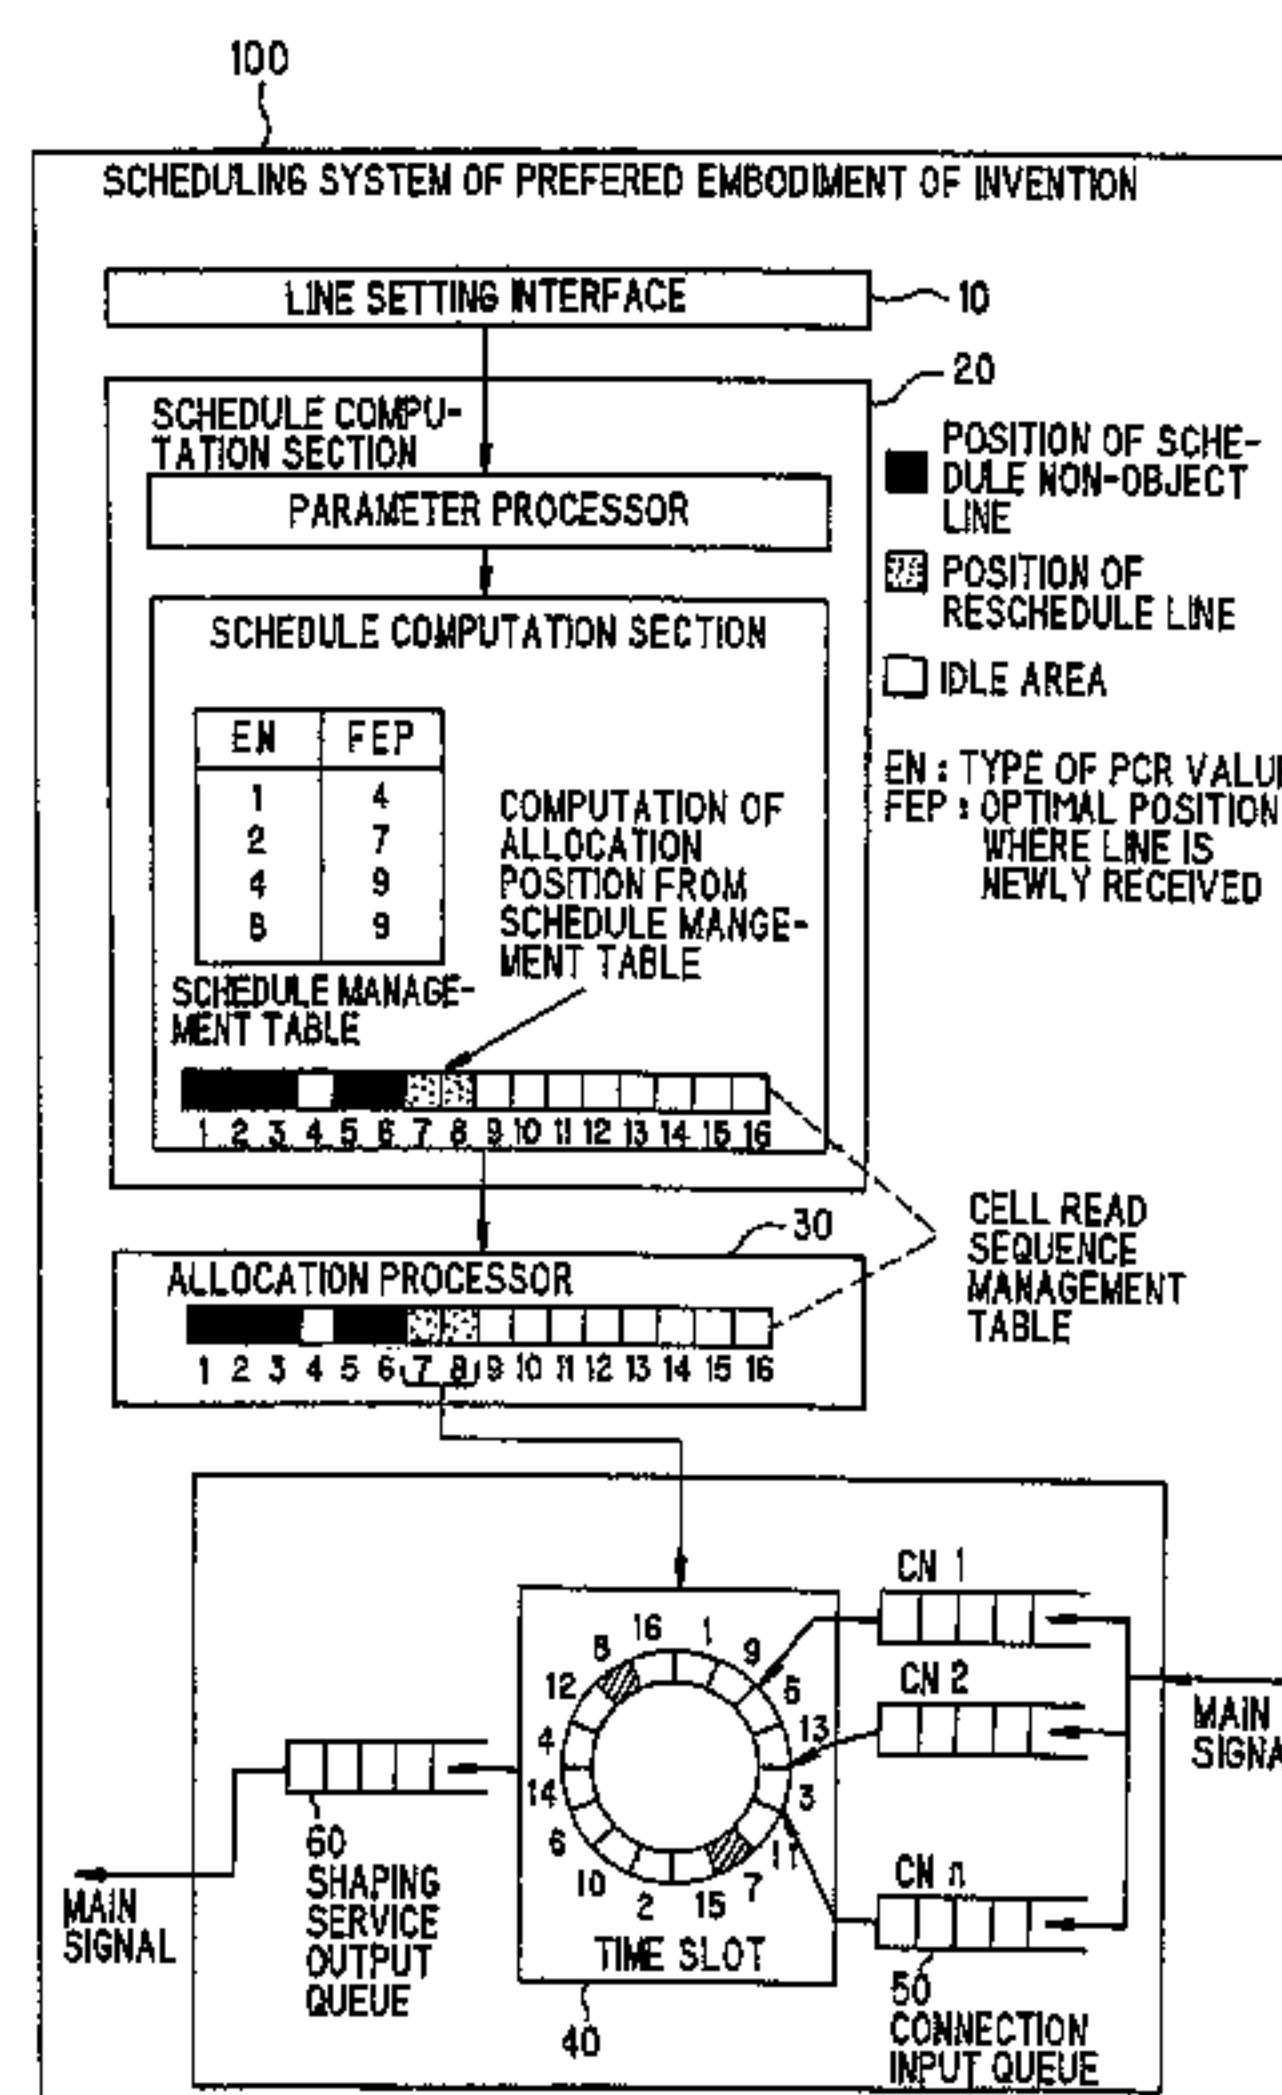 100
SCHEDULING SYSTEM OF PREFERED EMBODIMENT OF INVENTION
LINE SETTING INTERFACE
10
20
SCHEDULE COMPU-
TATION SECTION
PARAMETER PROCESSOR
SCHEDULE COMPUTATION SECTION
EN FEP
1 4
2 7
4 9
8 9
SCHEDULE MANAGE-
MENT TABLE
COMPUTATION OF
ALLOCATION
POSITION FROM
SCHEDULE MANGE-
MENT TABLE
1 2 3 4 5 6 7 8 9 10 11 12 13 14 15 16
POSITION OF SCHE-
DULE NON-OBJECT
LINE
POSITION OF
RESCHEDULE LINE
IDLE AREA
EN : TYPE OF PCR
FEP : OPTIMAL POSITION
WHERE LINE IS
NEWLY RECEIVED
CELL READ
SEQUENCE
MANAGEMENT
TABLE
30
ALLOCATION PROCESSOR
1 2 3 4 5 6 7 8 9 10 11 12 13 14 15 16
CN 1
CN 2
CN n
MAIN
16 1 9 5 13 3 11 7 15 2 10 6 14 4 12 8
TIME SLOT
40
50
CONNECTION
INPUT QUEUE
60
SHAPING
SERVICE
OUTPUT
QUEUE
MAIN
SIGNAL